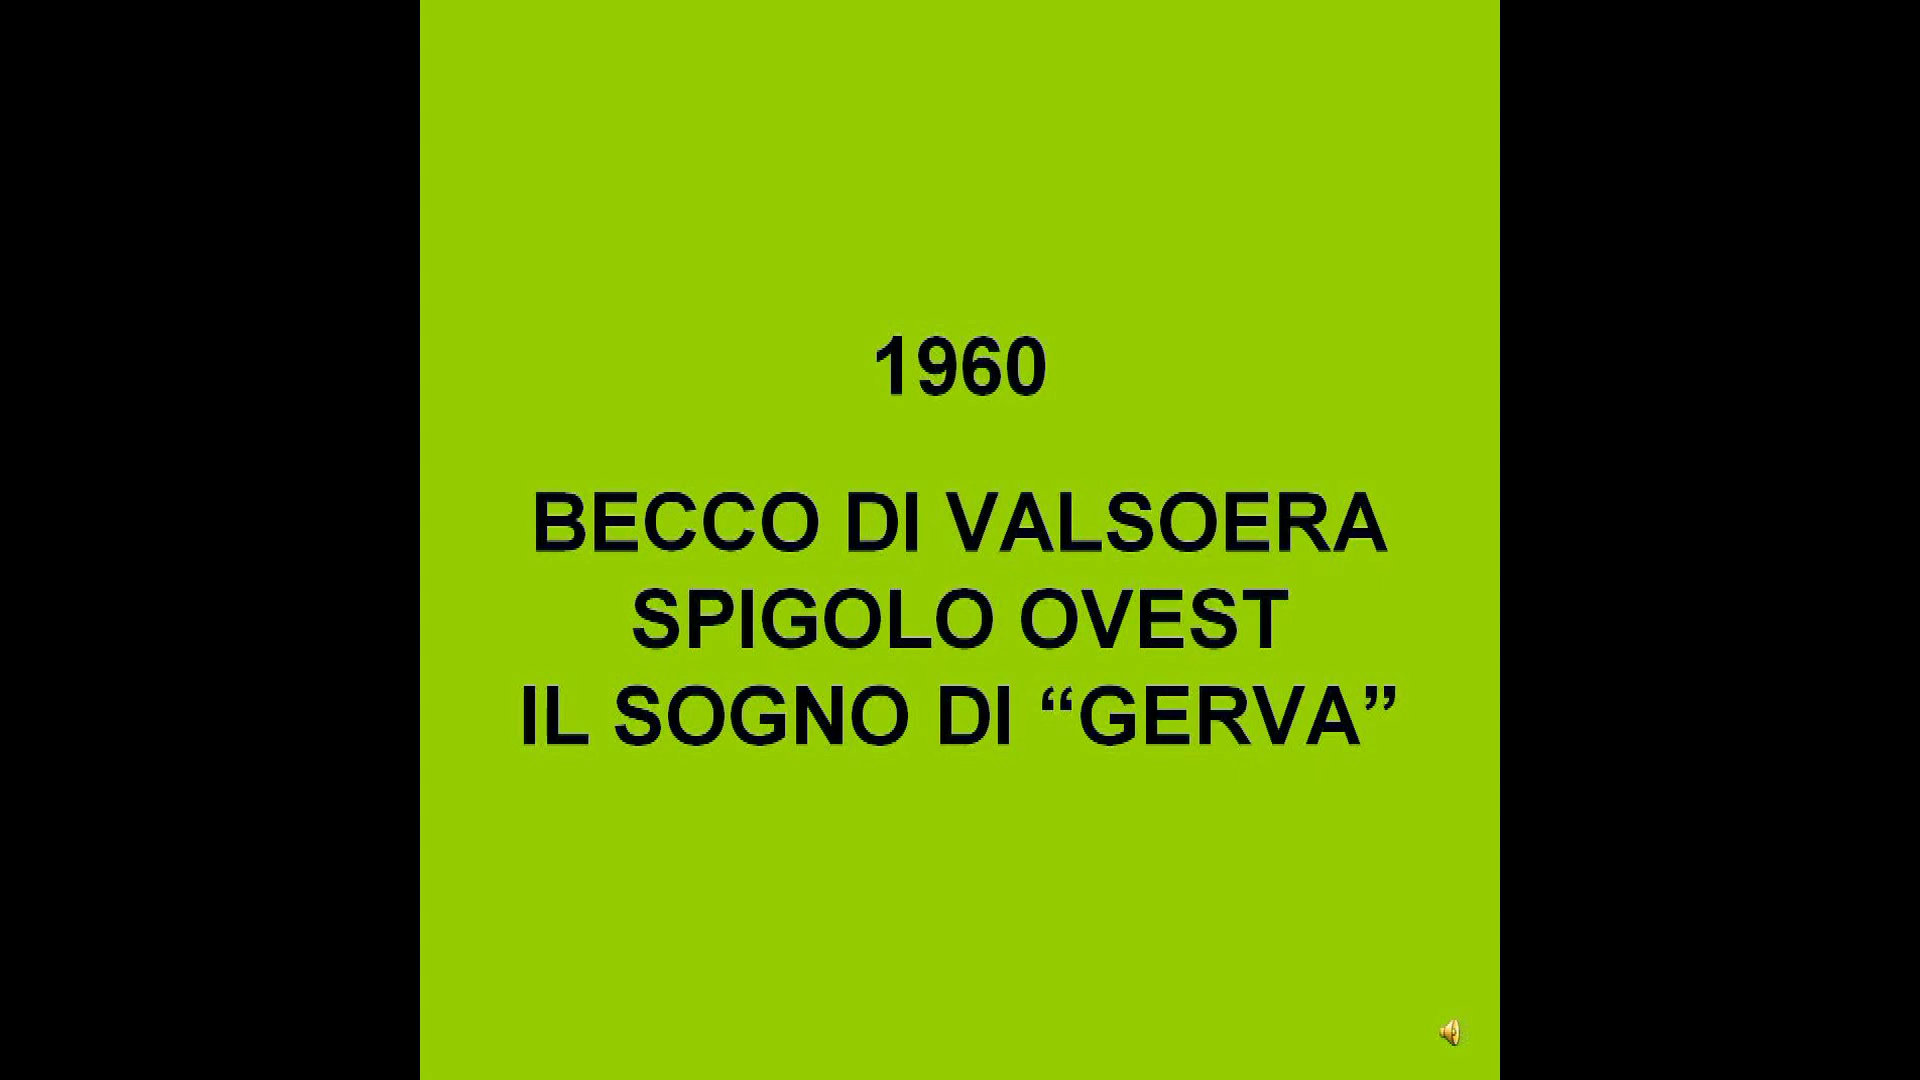 1960
BECCO DI VALSOERA
SPIGOLO OVEST
IL SOGNO DI “GERVA”